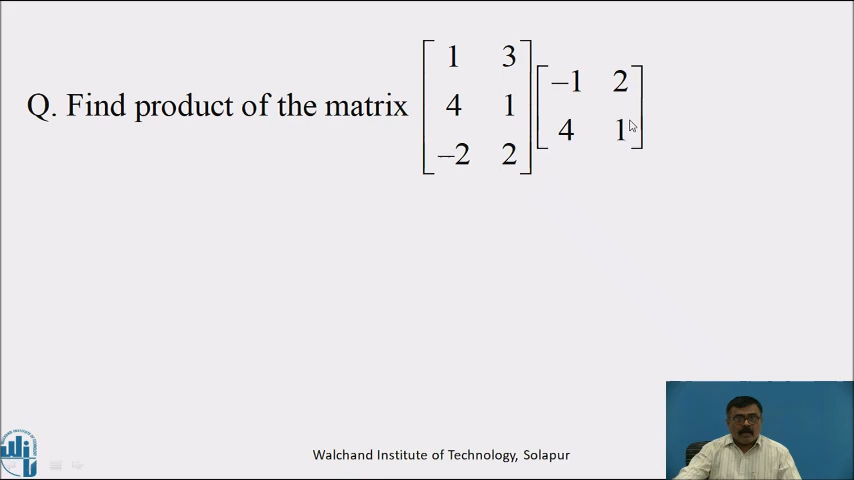 Q. Find product of the matrix [1 3; 4 1; –2 2] [–1 2; 4 1]
Walchand Institute of Technology, Solapur